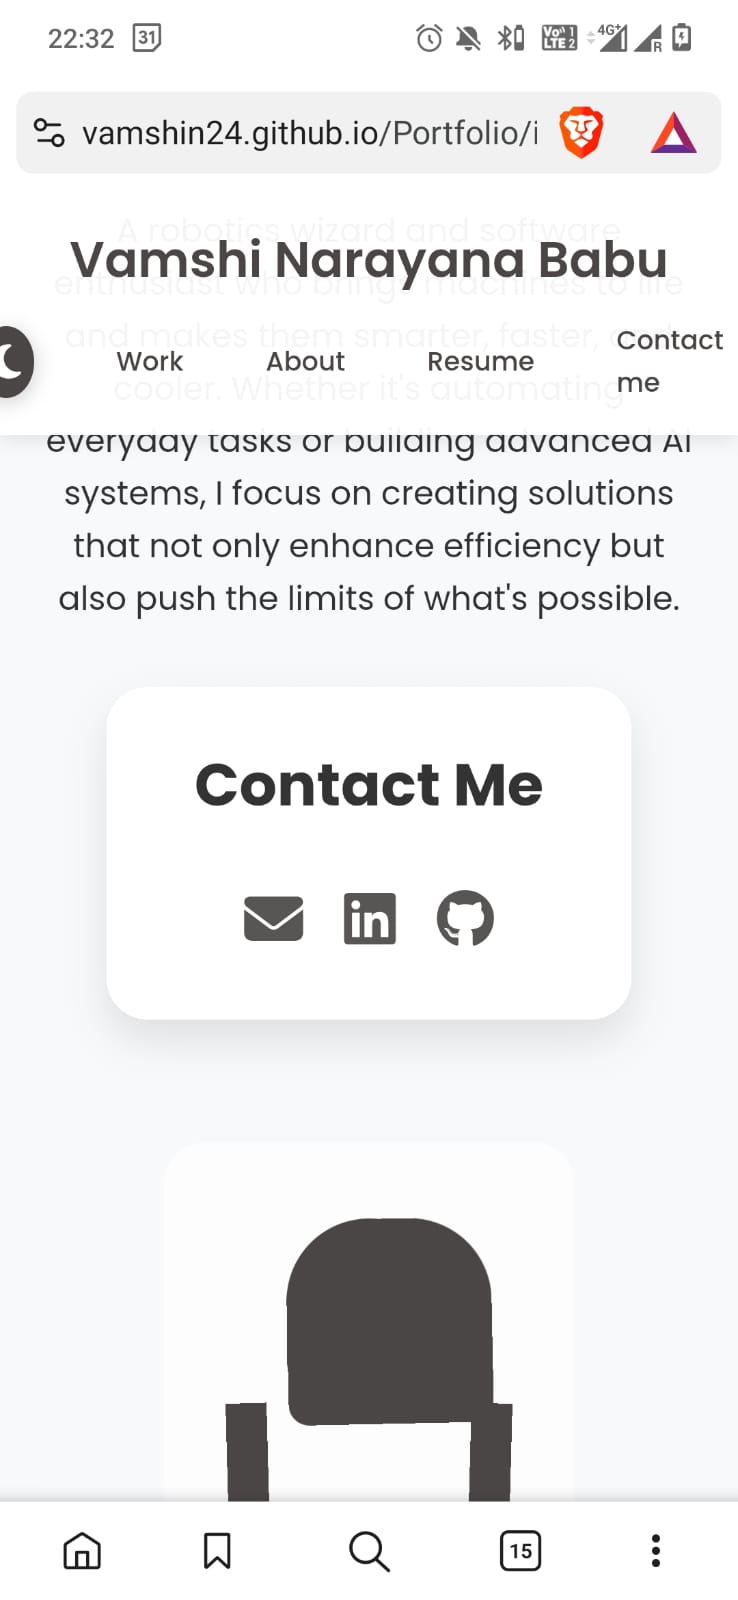 22:32
31
Vo)) 1
LTE 2
4G+
R
vamshin24.github.io/Portfolio/i
A robotics wizard and software
Vamshi Narayana Babu
enthusiast who brings machines to life
and makes them smarter, faster, and
Work About Resume Contact me
cooler. Whether it's automating
everyday tasks or building advanced AI
systems, I focus on creating solutions
that not only enhance efficiency but
also push the limits of what's possible.
Contact Me
in
15